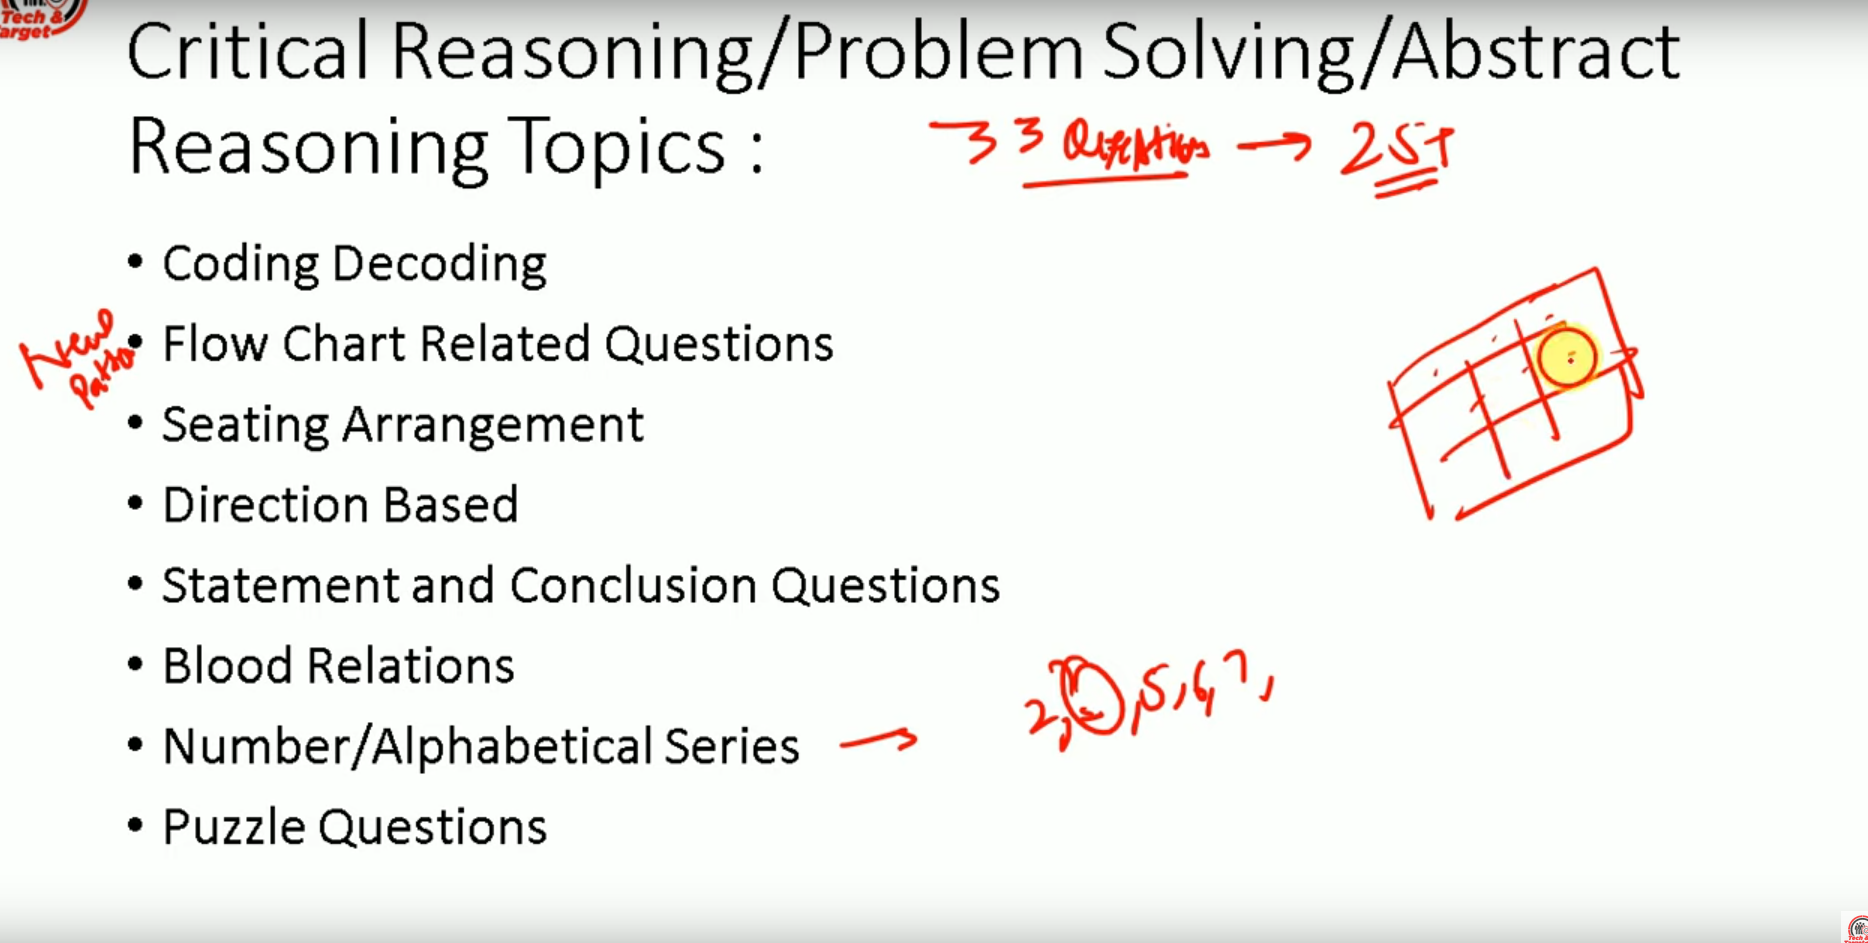 Tech &
arget
Critical Reasoning/Problem Solving/Abstract
Reasoning Topics :
33 Questions → 25+
• Coding Decoding
New
• Flow Chart Related Questions
• Seating Arrangement
• Direction Based
• Statement and Conclusion Questions
• Blood Relations
• Number/Alphabetical Series →
2, , 5, 6, 7,
• Puzzle Questions
Tech &